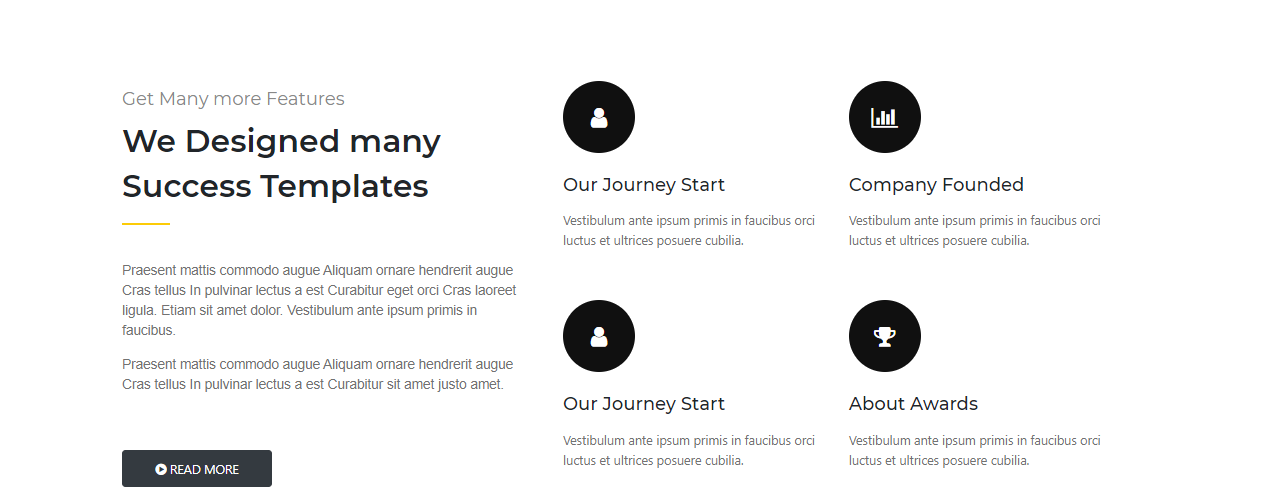 Get Many more Features
We Designed many
Success Templates
Praesent mattis commodo augue Aliquam ornare hendrerit augue
Cras tellus In pulvinar lectus a est Curabitur eget orci Cras laoreet
ligula. Etiam sit amet dolor. Vestibulum ante ipsum primis in
faucibus.
Praesent mattis commodo augue Aliquam ornare hendrerit augue
Cras tellus In pulvinar lectus a est Curabitur sit amet justo amet.
READ MORE
Our Journey Start
Vestibulum ante ipsum primis in faucibus orci
luctus et ultrices posuere cubilia.
Company Founded
Vestibulum ante ipsum primis in faucibus orci
luctus et ultrices posuere cubilia.
Our Journey Start
Vestibulum ante ipsum primis in faucibus orci
luctus et ultrices posuere cubilia.
About Awards
Vestibulum ante ipsum primis in faucibus orci
luctus et ultrices posuere cubilia.